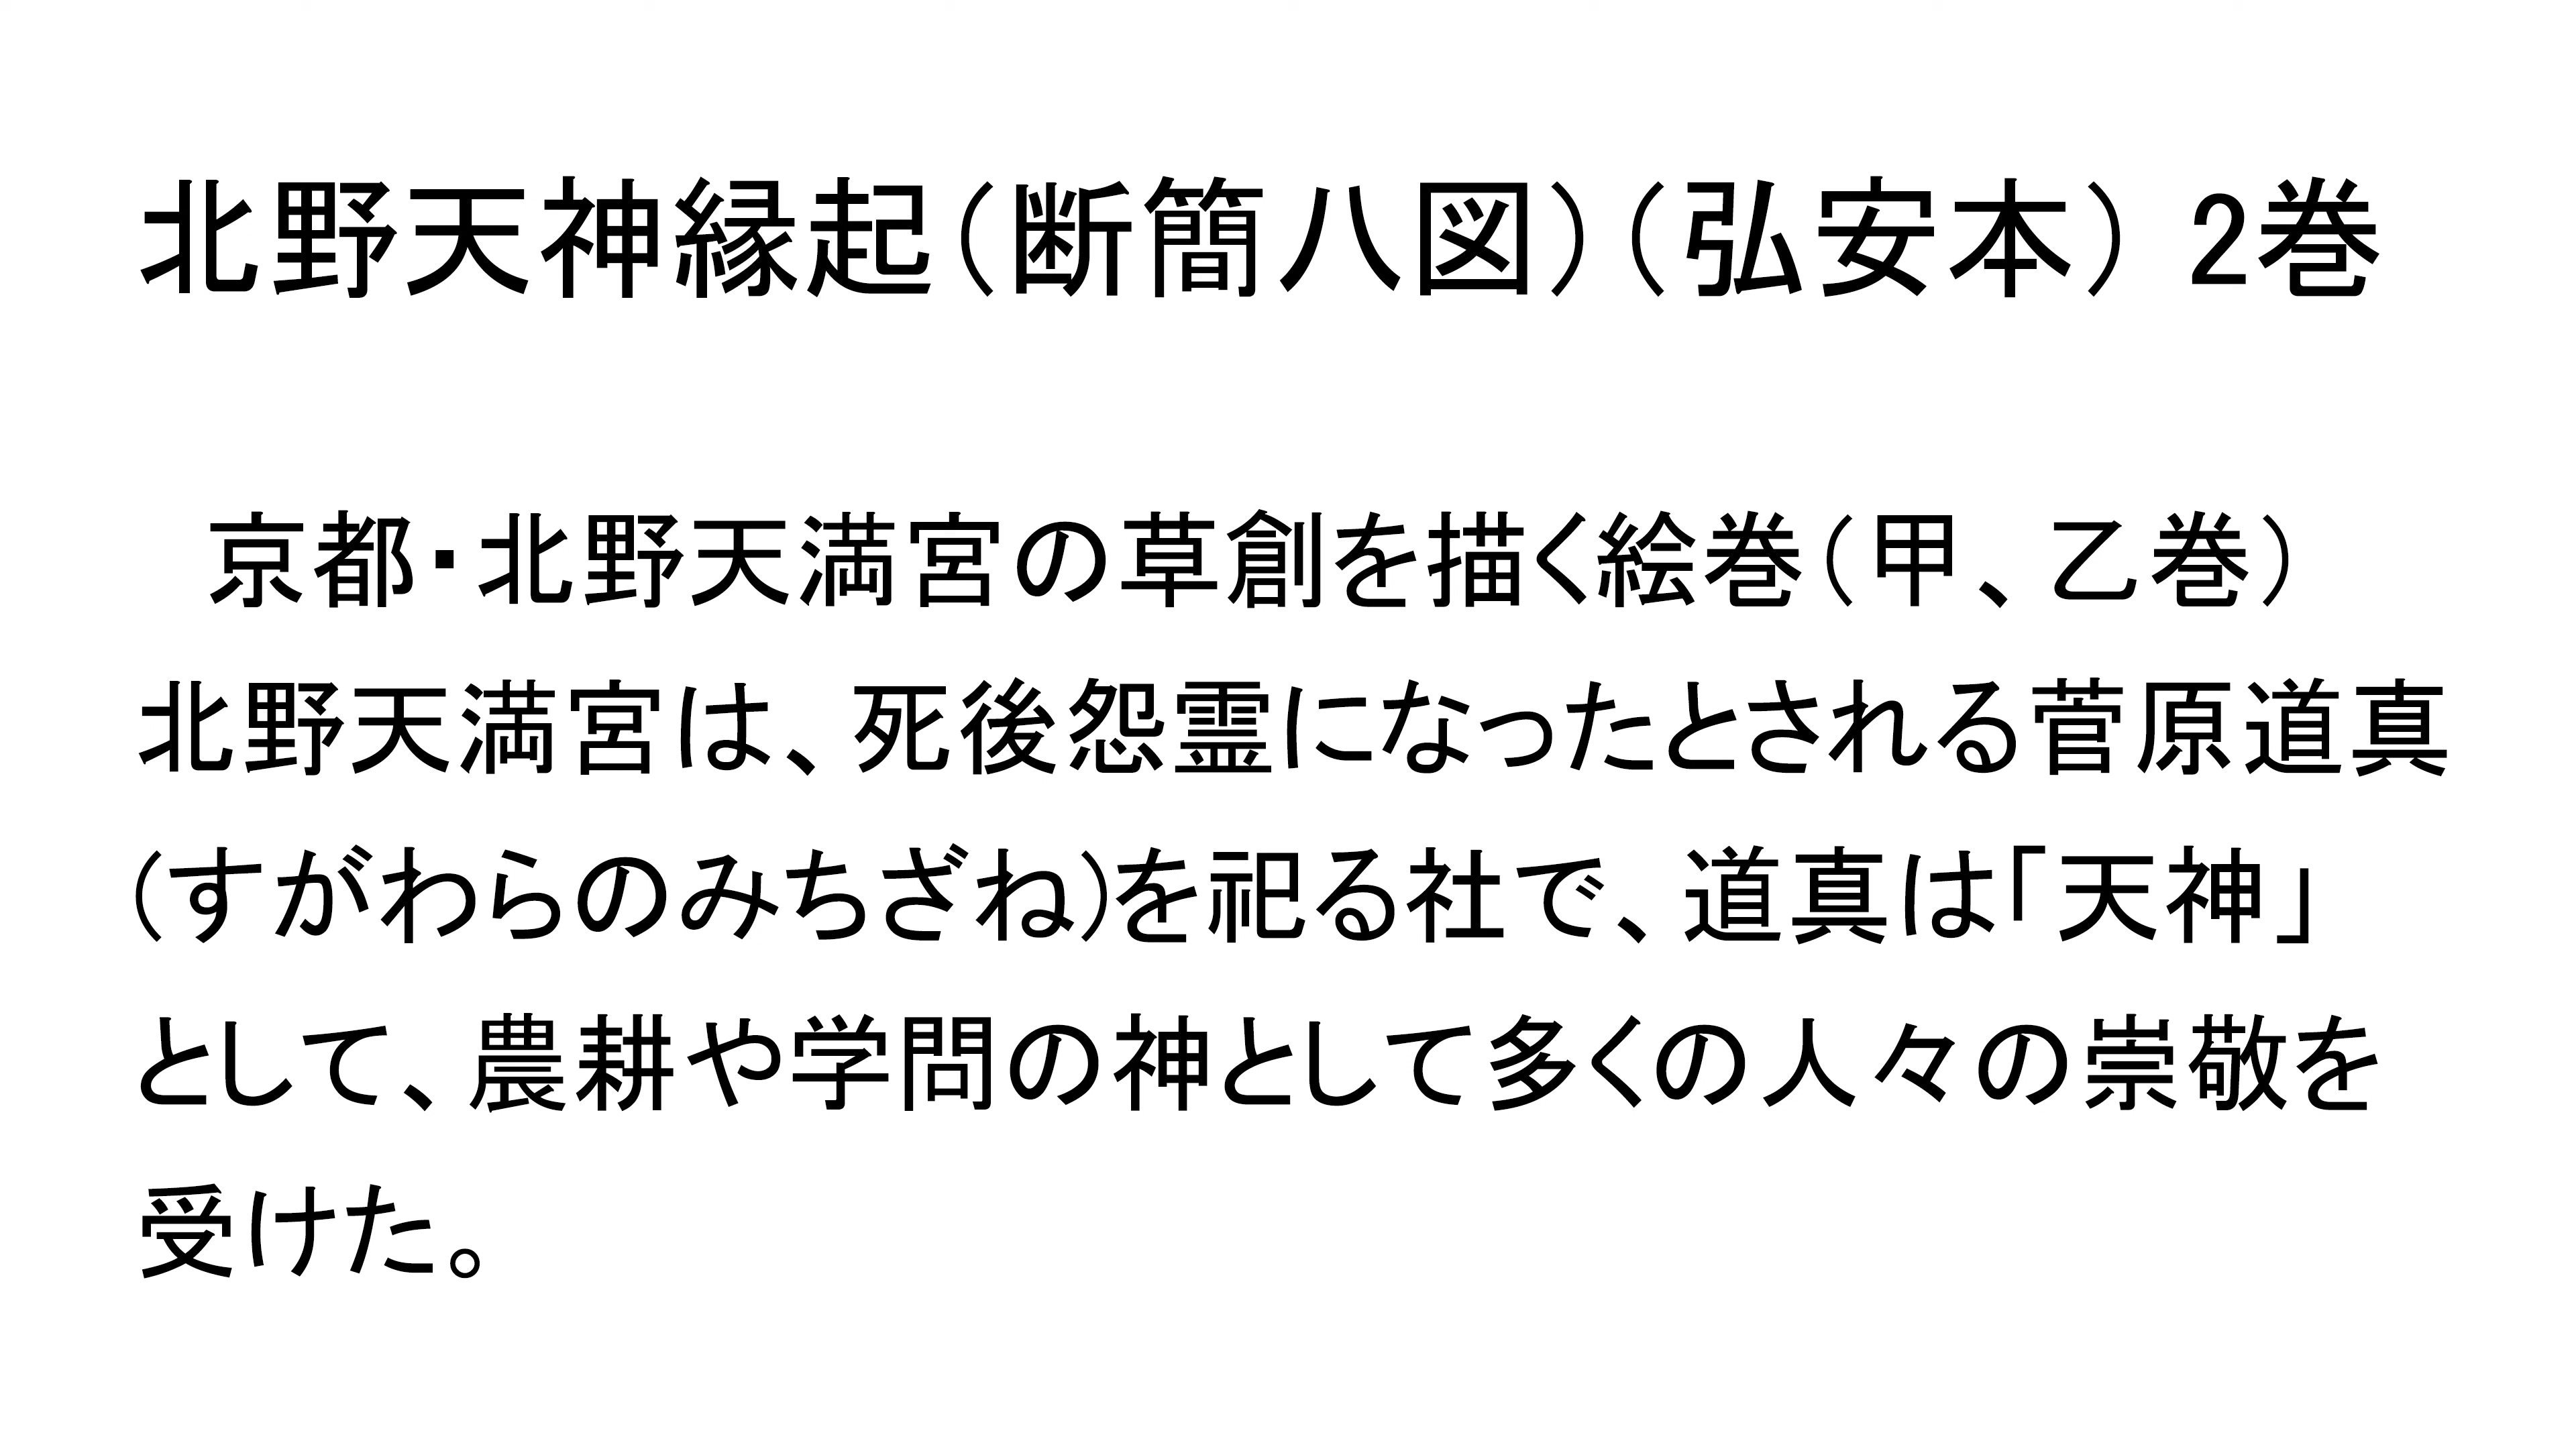 北野天神縁起（断簡八図）（弘安本） 2巻
京都・北野天満宮の草創を描く絵巻（甲、乙巻）
北野天満宮は、死後怨霊になったとされる菅原道真
(すがわらのみちざね)を祀る社で、道真は「天神」
として、農耕や学問の神として多くの人々の崇敬を
受けた。